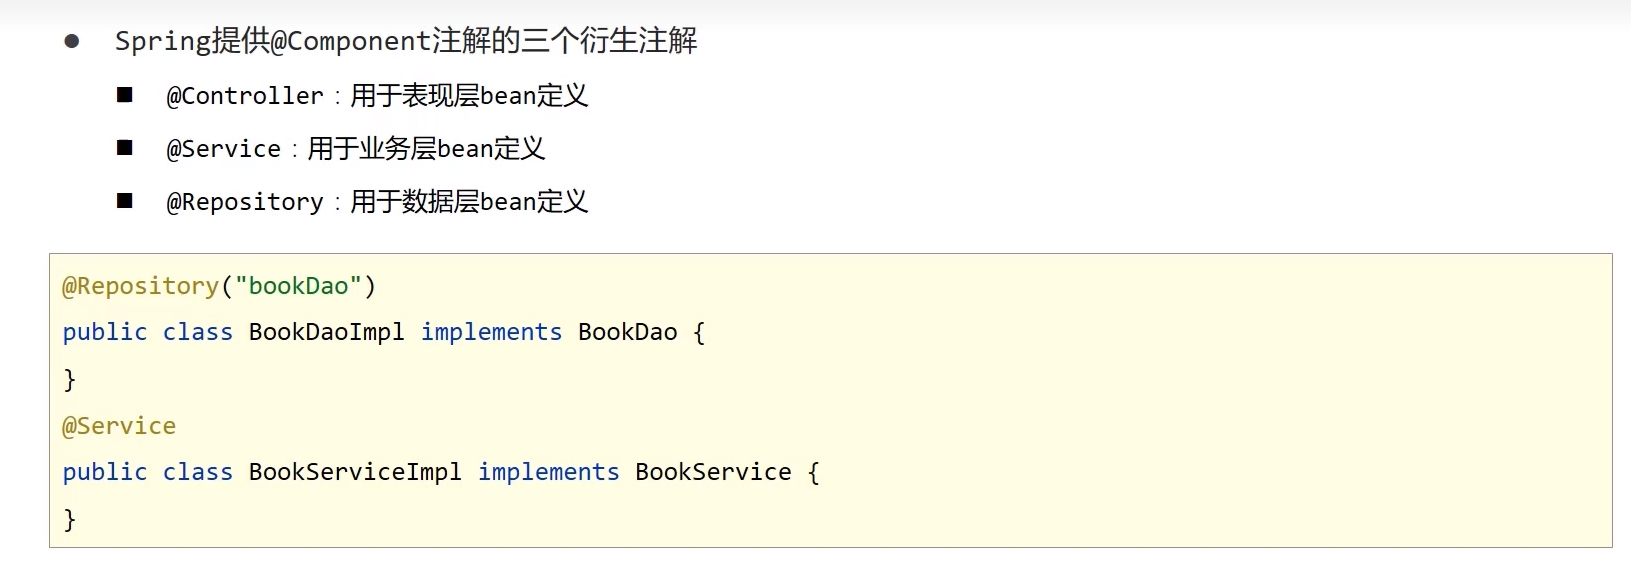 Spring提供@Component注解的三个衍生注解
@Controller：用于表现层bean定义
@Service：用于业务层bean定义
@Repository：用于数据层bean定义
@Repository("bookDao")
public class BookDaoImpl implements BookDao {
}
@Service
public class BookServiceImpl implements BookService {
}